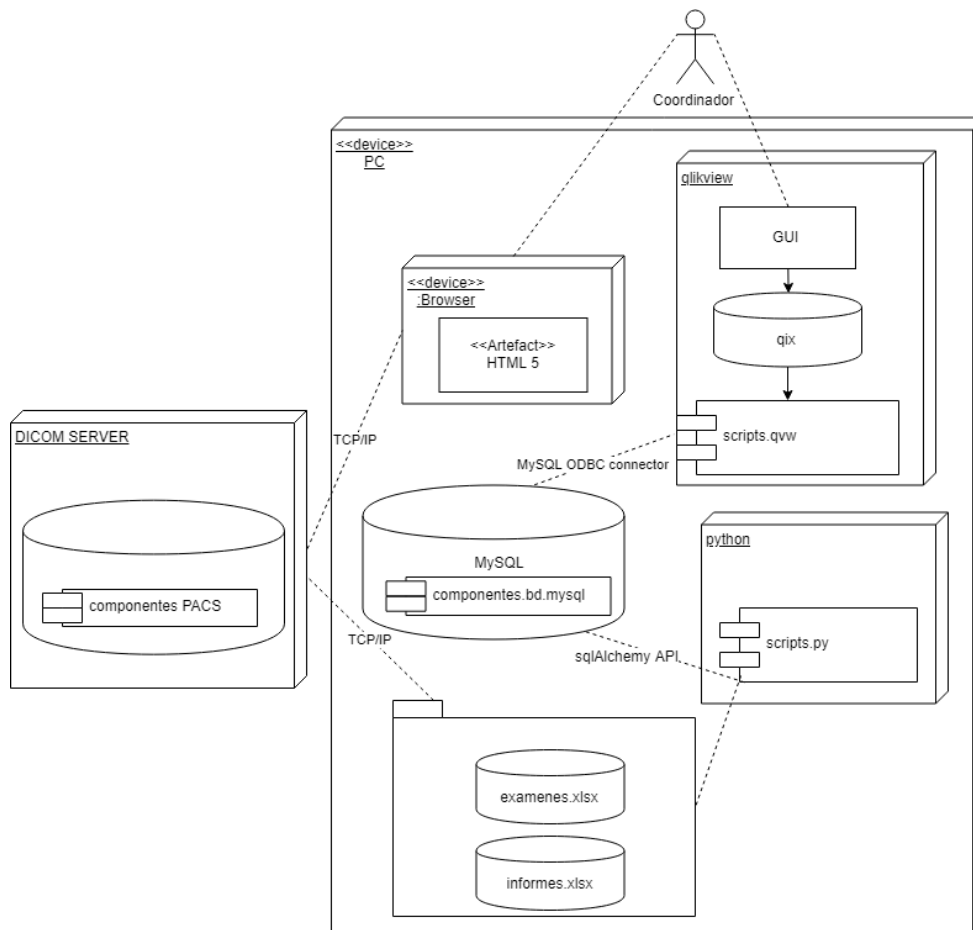 Coordinador
<<device>>
PC
qlikview
GUI
<<device>>
:Browser
<<Artefact>>
HTML 5
qix
DICOM SERVER
TCP/IP
scripts.qvw
MySQL ODBC connector
MySQL
componentes.bd.mysql
python
componentes PACS
scripts.py
TCP/IP
sqlAlchemy API
examenes.xlsx
informes.xlsx